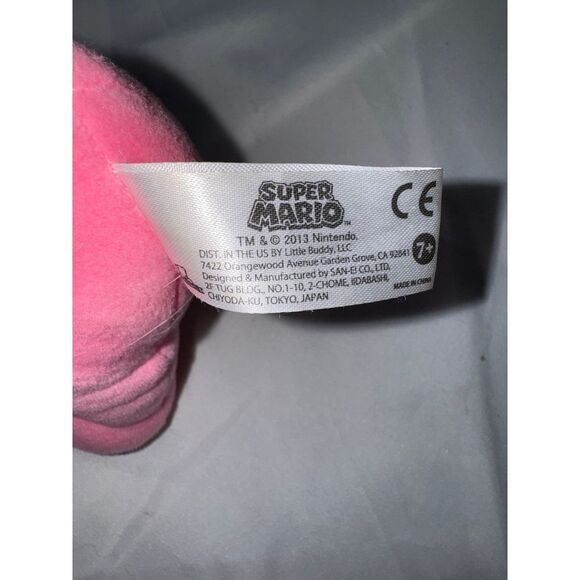 SUPER
MARIO™
TM & © 2013 Nintendo.
DIST. IN THE US BY Little Buddy, LLC
7422 Orangewood Avenue Garden Grove, CA 92841
Designed & Manufactured by SAN-EI CO., LTD.
2F TUG BLDG., NO.1-10, 2-CHOME, IIDABASHI,
CHIYODA-KU, TOKYO, JAPAN
CE
7+
MADE IN CHINA